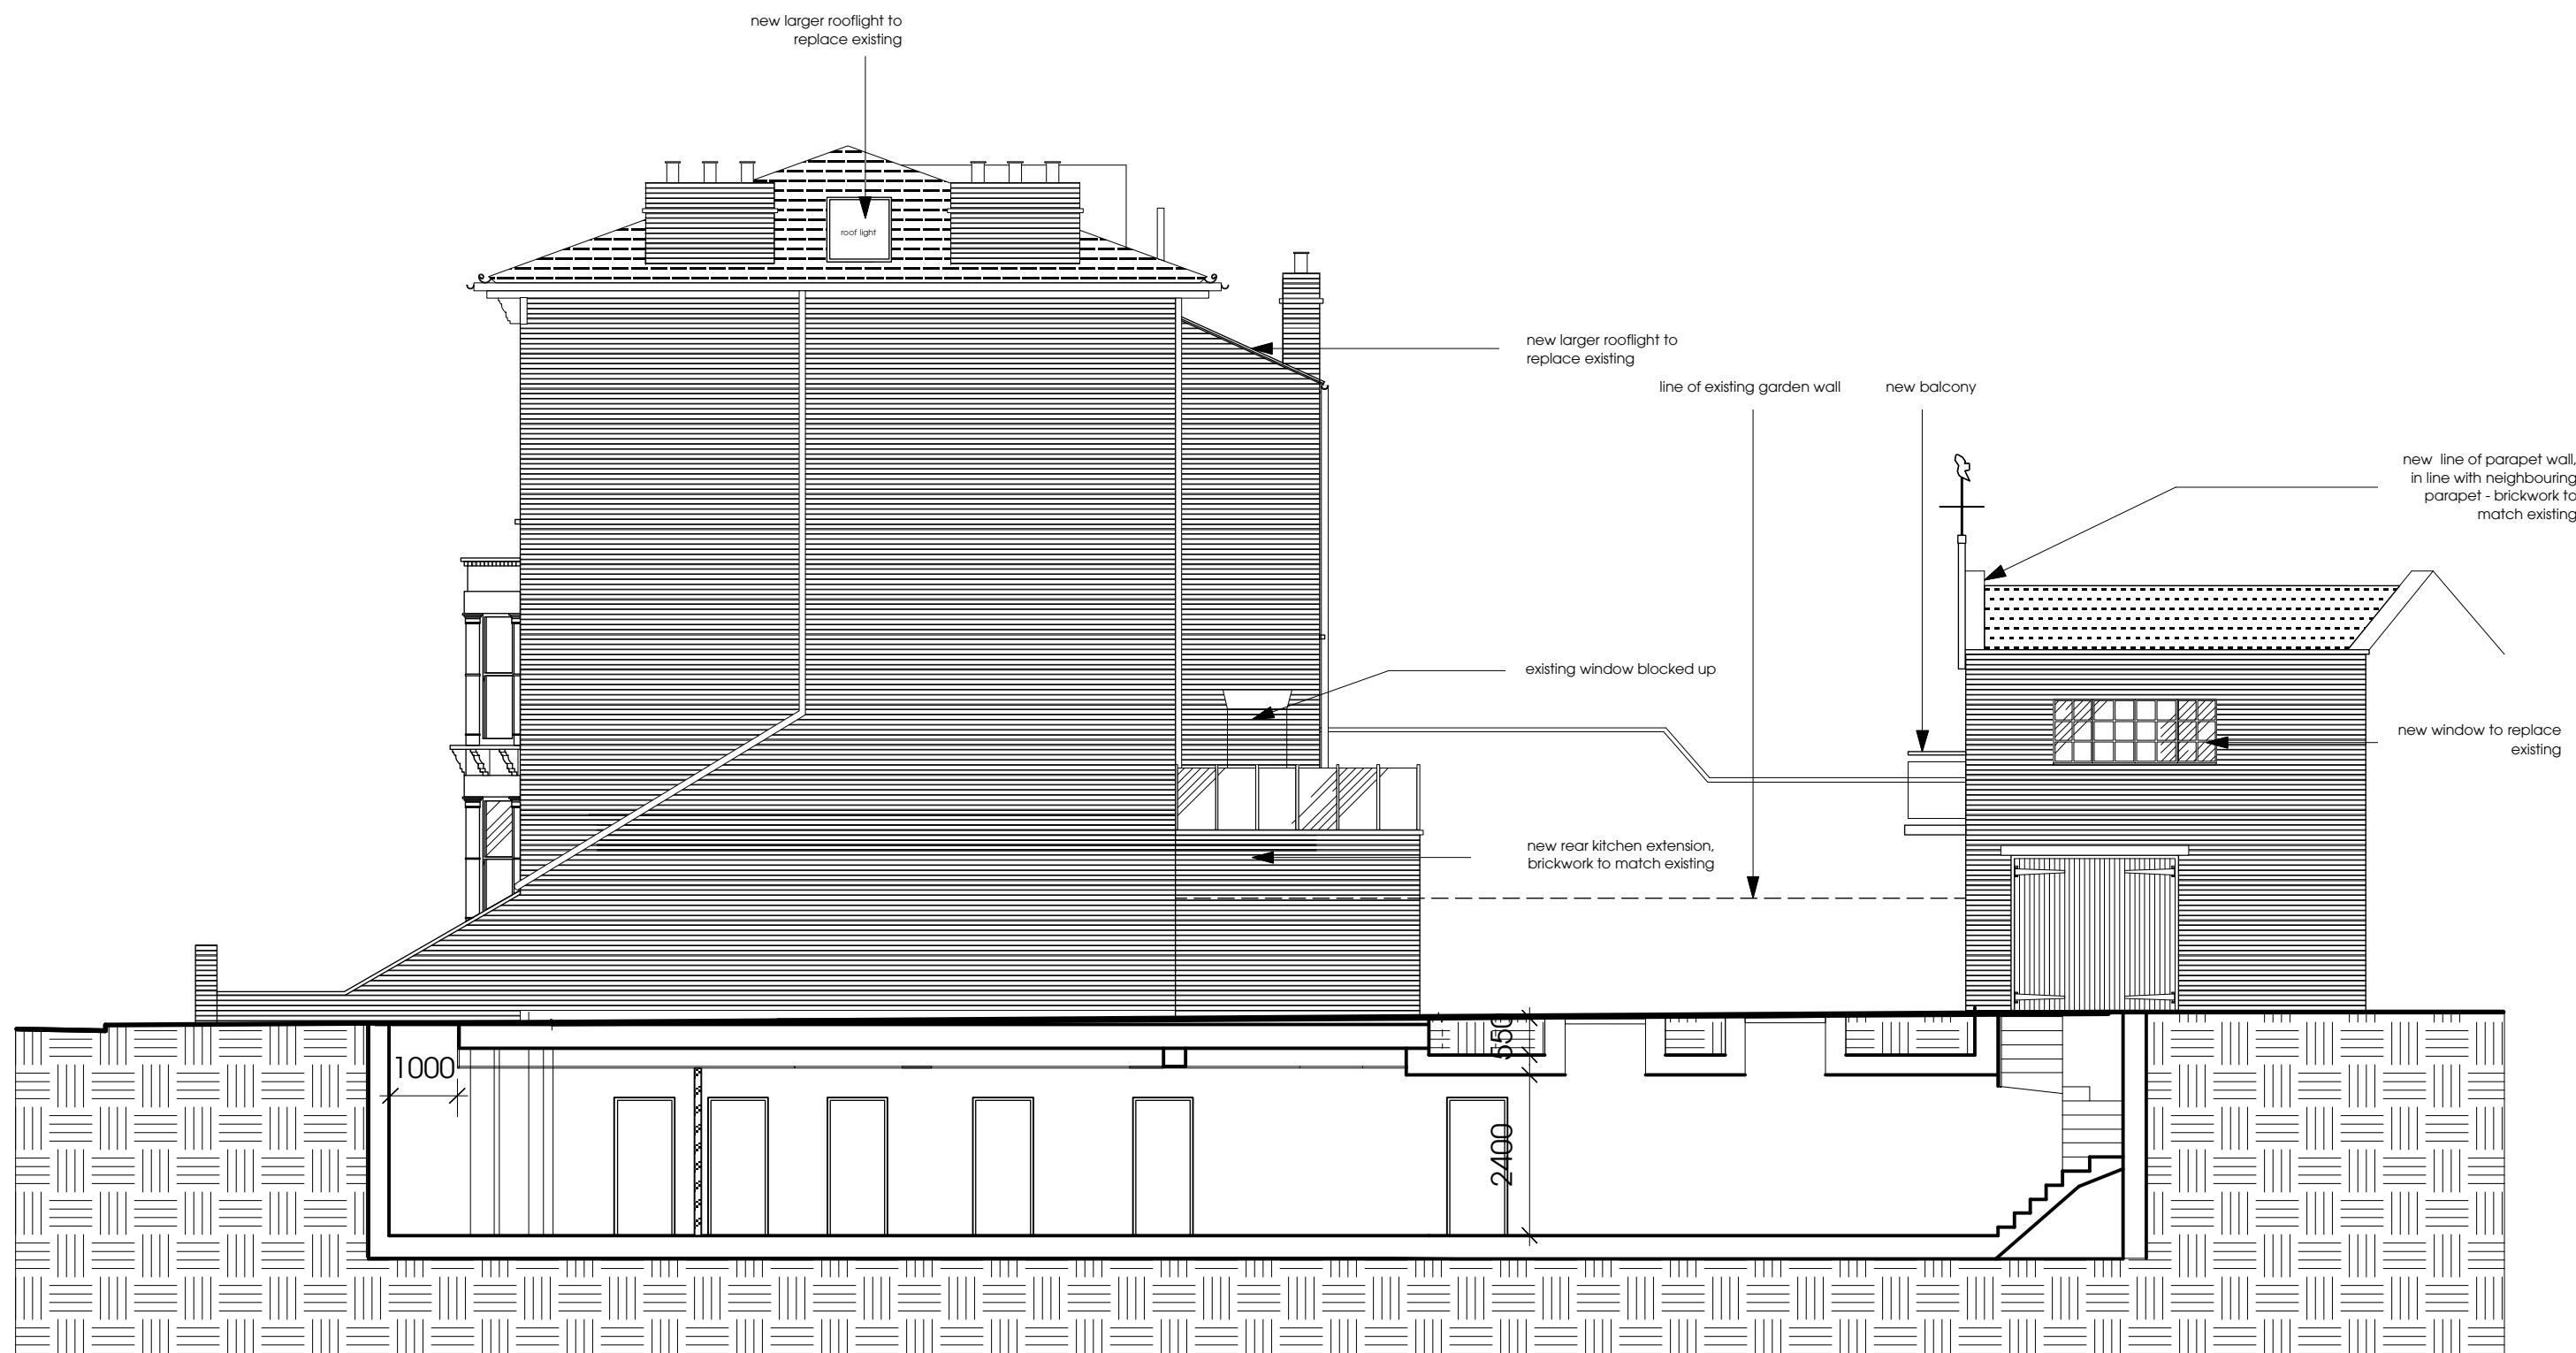 new larger rooflight to
replace existing
roof light
new larger rooflight to
replace existing
line of existing garden wall
new balcony
new line of parapet wall,
in line with neighbouring
parapet - brickwork to
match existing
existing window blocked up
new window to replace
existing
new rear kitchen extension,
brickwork to match existing
550
1000
2400